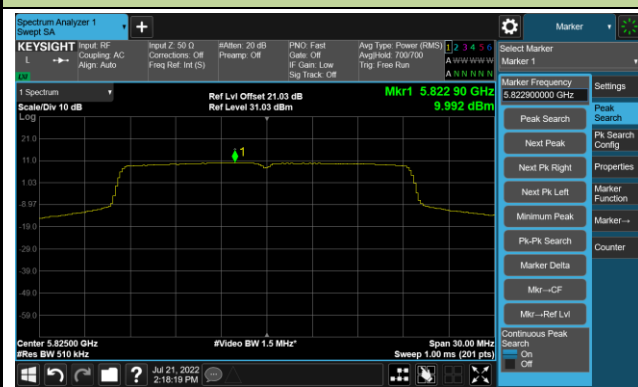 Spectrum Analyzer 1
Swept SA
Marker
KEYSIGHT
L
LVI
Input: RF
Coupling: AC
Align: Auto
Input Z: 50 Ω
Corrections: Off
Freq Ref: Int (S)
#Atten: 20 dB
Preamp: Off
PNO: Fast
Gate: Off
IF Gain: Low
Sig Track: Off
Avg Type: Power (RMS)
Avg|Hold: 700/700
Trig: Free Run
1 2 3 4 5 6
A W W W W W
A N N N N N
Select Marker
Marker 1
1 Spectrum
Scale/Div 10 dB
Log
Ref Lvl Offset 21.03 dB
Ref Level 31.03 dBm
Mkr1 5.822 90 GHz
9.992 dBm
21.0
11.0
1.03
-8.97
-19.0
-29.0
-39.0
-49.0
-59.0
1
Center 5.82500 GHz
#Res BW 510 kHz
#Video BW 1.5 MHz*
Span 30.00 MHz
Sweep 1.00 ms (201 pts)
Marker Frequency
5.822900000 GHz
Peak Search
Next Peak
Next Pk Right
Next Pk Left
Minimum Peak
Pk-Pk Search
Marker Delta
Mkr→CF
Mkr→Ref Lvl
Continuous Peak
Search
On
Off
Settings
Peak
Search
Pk Search
Config
Properties
Marker
Function
Marker→
Counter
?
Jul 21, 2022
2:18:19 PM